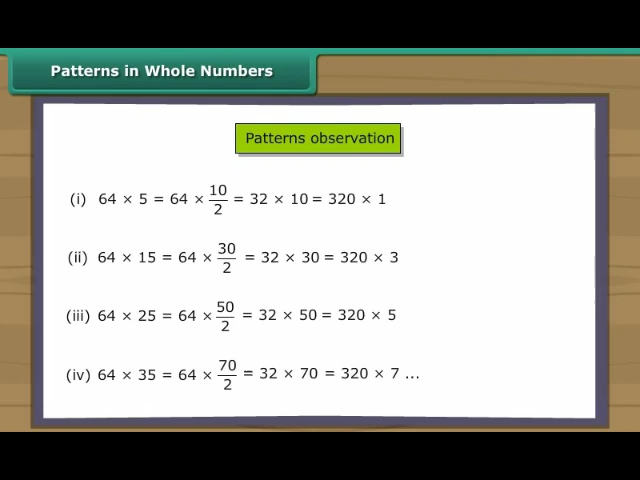 Patterns in Whole Numbers
Patterns observation
(i) 64 × 5 = 64 × 10/2 = 32 × 10 = 320 × 1
(ii) 64 × 15 = 64 × 30/2 = 32 × 30 = 320 × 3
(iii) 64 × 25 = 64 × 50/2 = 32 × 50 = 320 × 5
(iv) 64 × 35 = 64 × 70/2 = 32 × 70 = 320 × 7 ...